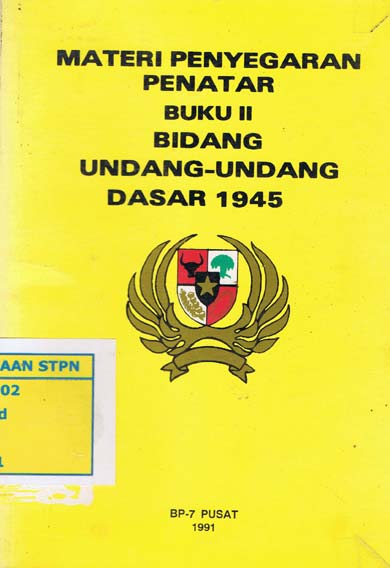 MATERI PENYEGARAN
PENATAR
BUKU II
BIDANG
UNDANG-UNDANG
DASAR 1945
AAN STPN
02
d
1
BP-7 PUSAT
1991